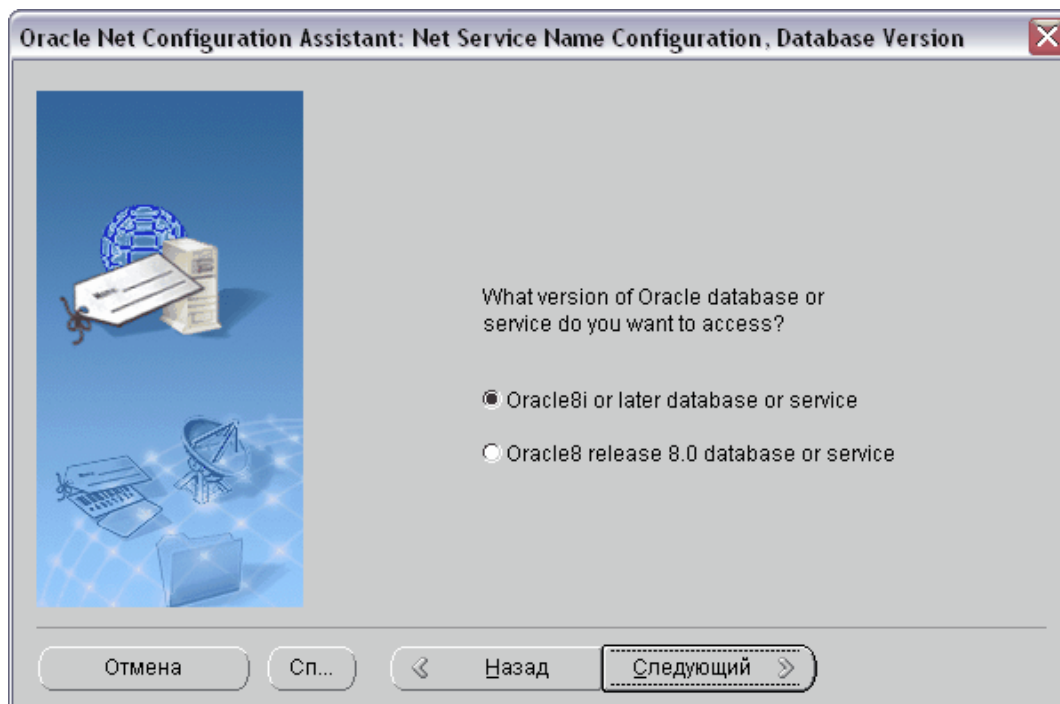 Oracle Net Configuration Assistant: Net Service Name Configuration, Database Version
What version of Oracle database or
service do you want to access?
Oracle8i or later database or service
Oracle8 release 8.0 database or service
Отмена
Сп...
Назад
Следующий